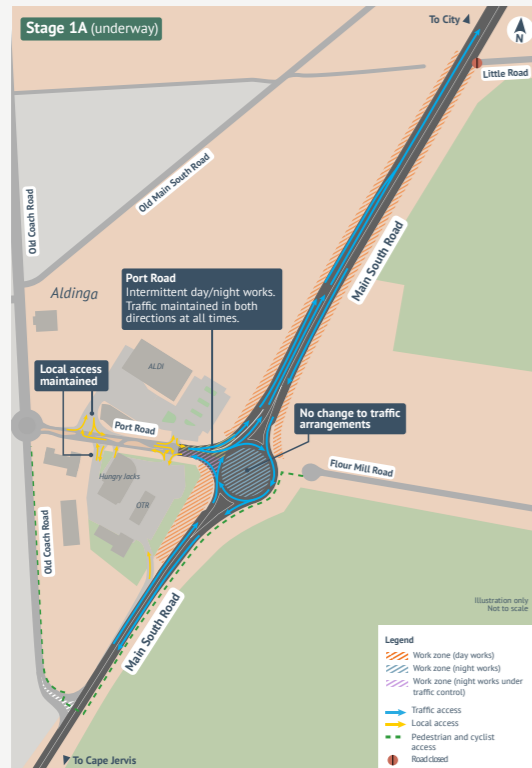 Stage 1A (underway)
To City
N
Little Road
Old Main South Road
Old Coach Road
Main South Road
Aldinga
Port Road
Intermittent day/night works.
Traffic maintained in both
directions at all times.
ALDI
Local access
maintained
Port Road
No change to traffic
arrangements
Flour Mill Road
Hungry Jacks
OTR
Old Coach Road
Main South Road
Illustration only
Not to scale
Legend
Work zone (day works)
Work zone (night works)
Work zone (night works under
traffic control)
Traffic access
Local access
Pedestrian and cyclist
access
Road closed
To Cape Jervis